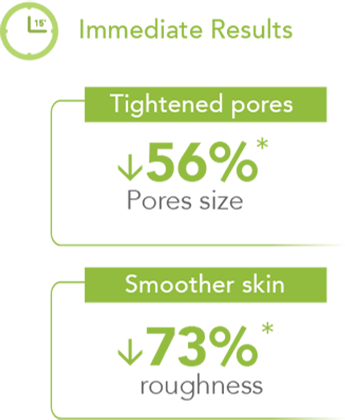 15'
Immediate Results
Tightened pores
↓56%*
Pores size
Smoother skin
↓73%*
roughness